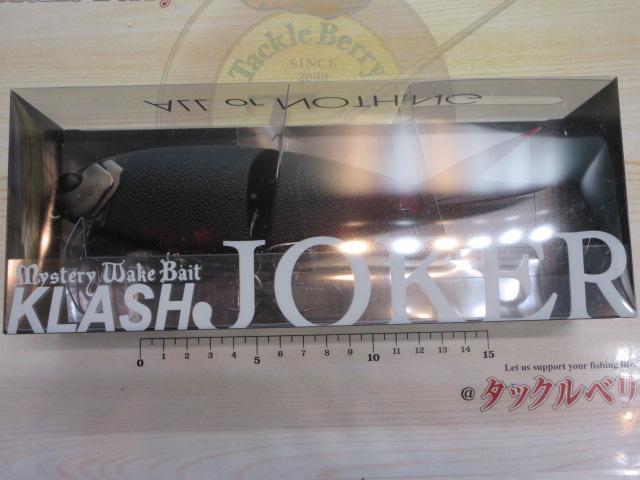 Tackle Berry
SINCE
2000
ALL or NOTHING
Mystery Wake Bait
KLASH JOKER
0 1 2 3 4 5 6 7 8 9 10 11 12 13 14 15
Let us support your fishing life.
@タックルベリ